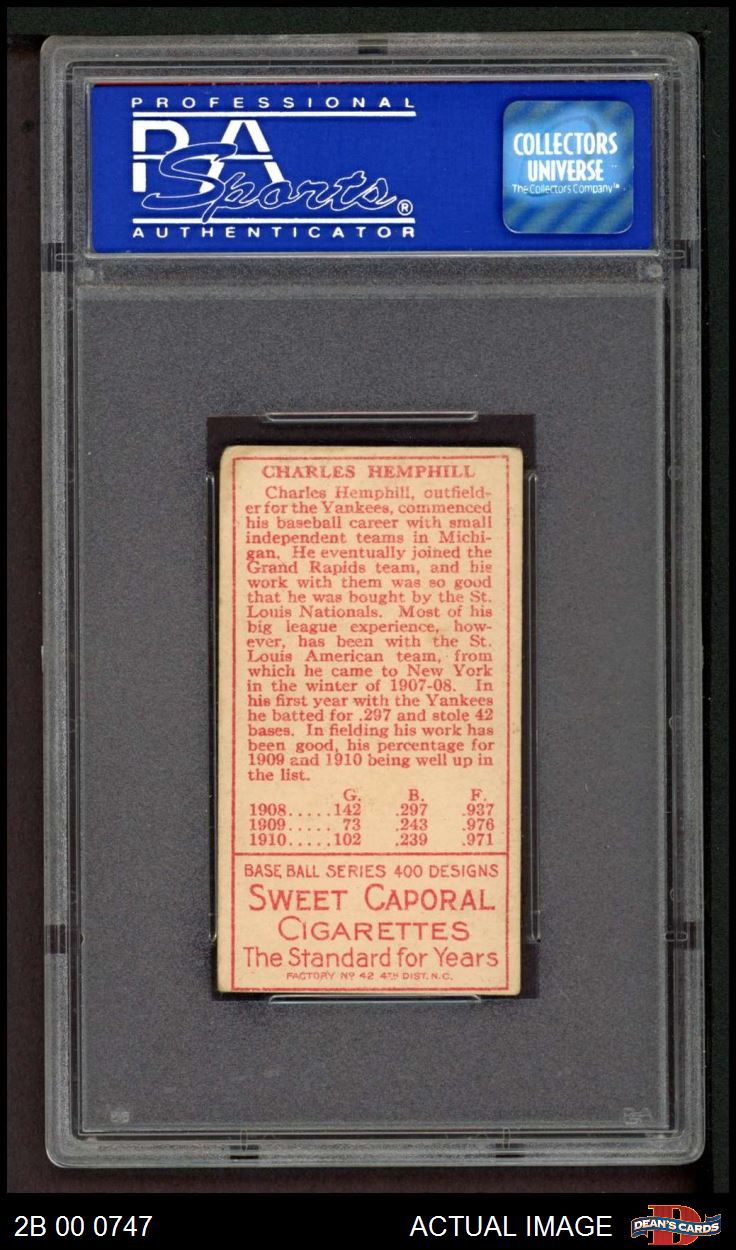 PROFESSIONAL
PSA
Sports®
AUTHENTICATOR
COLLECTORS
UNIVERSE
The Collectors Company™
CHARLES HEMPHILL
Charles Hemphill, outfield-
er for the Yankees, commenced
his baseball career with small
independent teams in Michi-
gan. He eventually joined the
Grand Rapids team, and his
work with them was so good
that he was bought by the St.
Louis Nationals. Most of his
big league experience, how-
ever, has been with the St.
Louis American team, from
which he came to New York
in the winter of 1907-08. In
his first year with the Yankees
he batted for .297 and stole 42
bases. In fielding his work has
been good, his percentage for
1909 and 1910 being well up in
the list.
G. B. F.
1908.....142 .297 .937
1909..... 73 .243 .976
1910.....102 .239 .971
BASE BALL SERIES 400 DESIGNS
SWEET CAPORAL
CIGARETTES
The Standard for Years
FACTORY Nº 42 4TH DIST. N.C.
2B 00 0747
ACTUAL IMAGE
DEAN'S CARDS